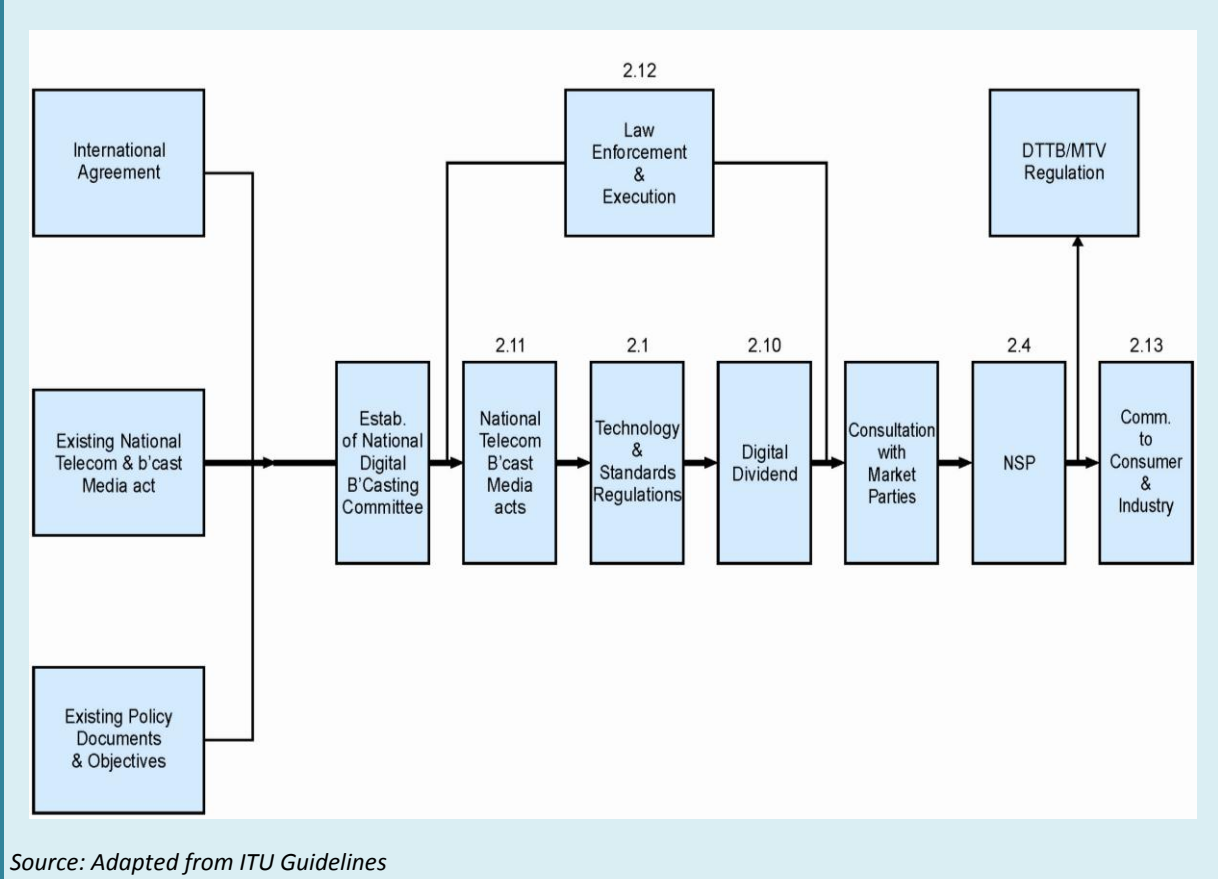 2.12
International
Agreement
Law
Enforcement
&
Execution
DTTB/MTV
Regulation
Existing National
Telecom & b'cast
Media act
Estab.
of National
Digital
B'Casting
Committee
2.11
National
Telecom
B'cast
Media
acts
2.1
Technology
&
Standards
Regulations
2.10
Digital
Dividend
Consultation
with
Market
Parties
2.4
NSP
2.13
Comm.
to
Consumer
&
Industry
Existing Policy
Documents
& Objectives
Source: Adapted from ITU Guidelines